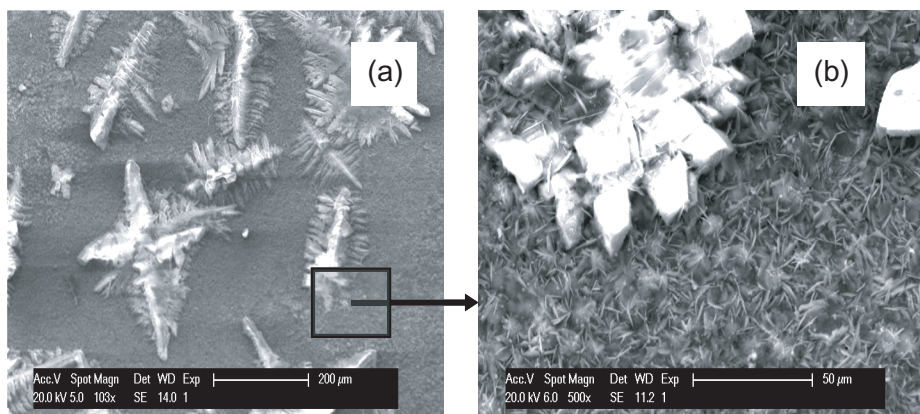 (a)
Acc.V Spot Magn Det WD Exp 200 µm
20.0 kV 5.0 103x SE 14.0 1
(b)
Acc.V Spot Magn Det WD Exp 50 µm
20.0 kV 6.0 500x SE 11.2 1